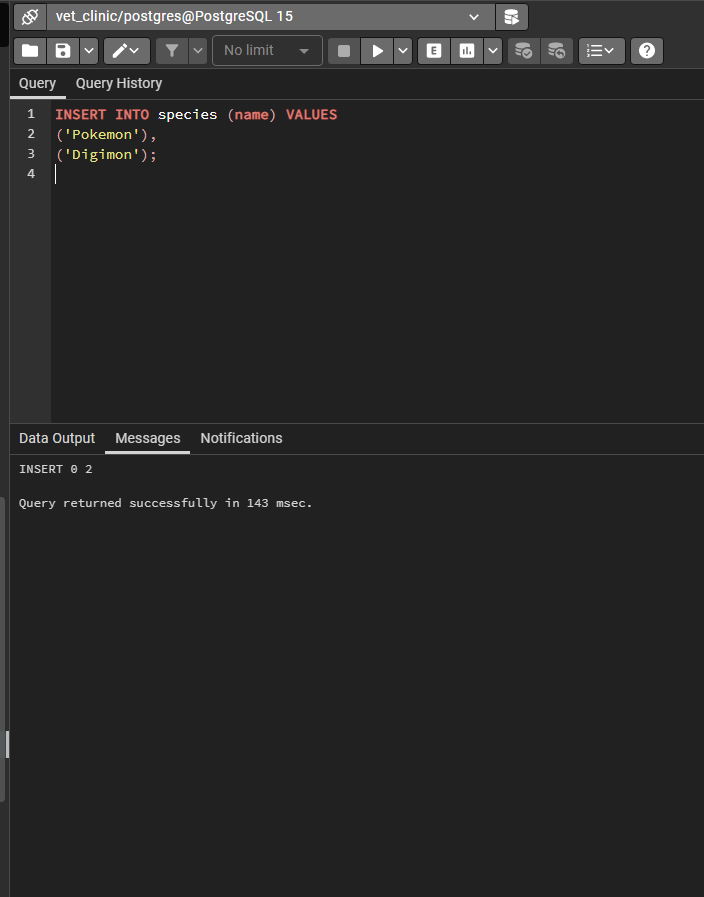 vet_clinic/postgres@PostgreSQL 15
No limit
E
Query Query History
1 INSERT INTO species (name) VALUES
2 ('Pokemon'),
3 ('Digimon');
4
Data Output Messages Notifications
INSERT 0 2
Query returned successfully in 143 msec.